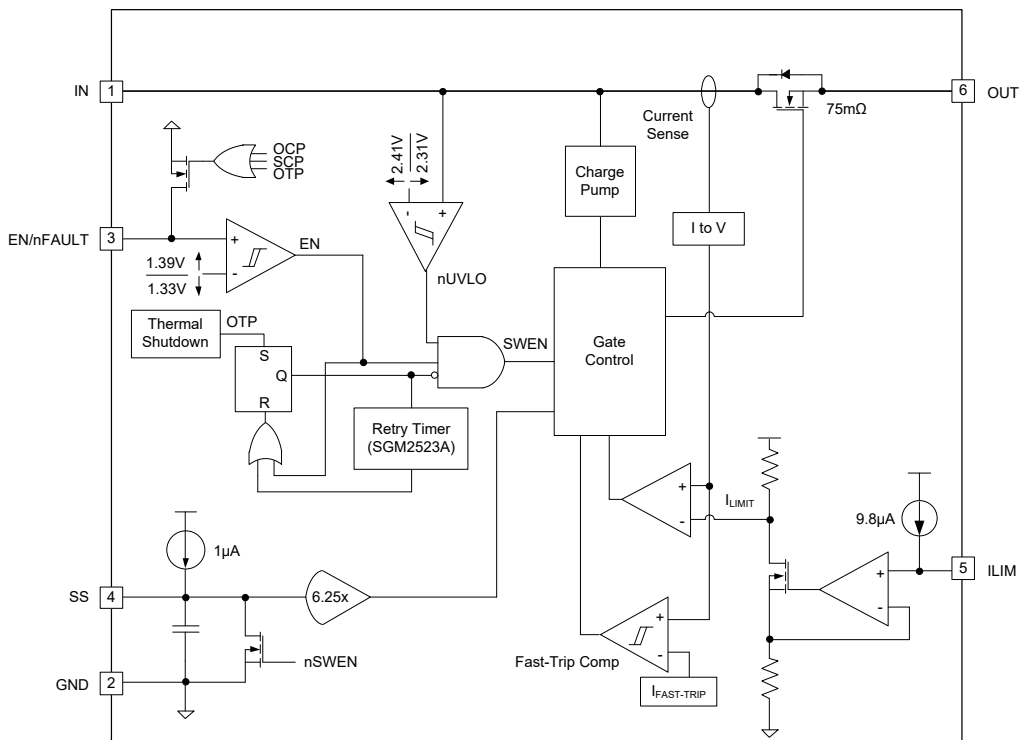 IN
1
6
OUT
75mΩ
Current
Sense
OCP
SCP
OTP
2.41V
2.31V
-
+
Charge
Pump
I to V
EN/nFAULT
3
+
-
EN
1.39V
1.33V
nUVLO
Thermal
Shutdown
OTP
S
Q
R
SWEN
Gate
Control
Retry Timer
(SGM2523A)
+
-
ILIMIT
9.8µA
5
ILIM
+
-
1µA
SS
4
6.25x
nSWEN
GND
2
+
-
Fast-Trip Comp
IFAST-TRIP